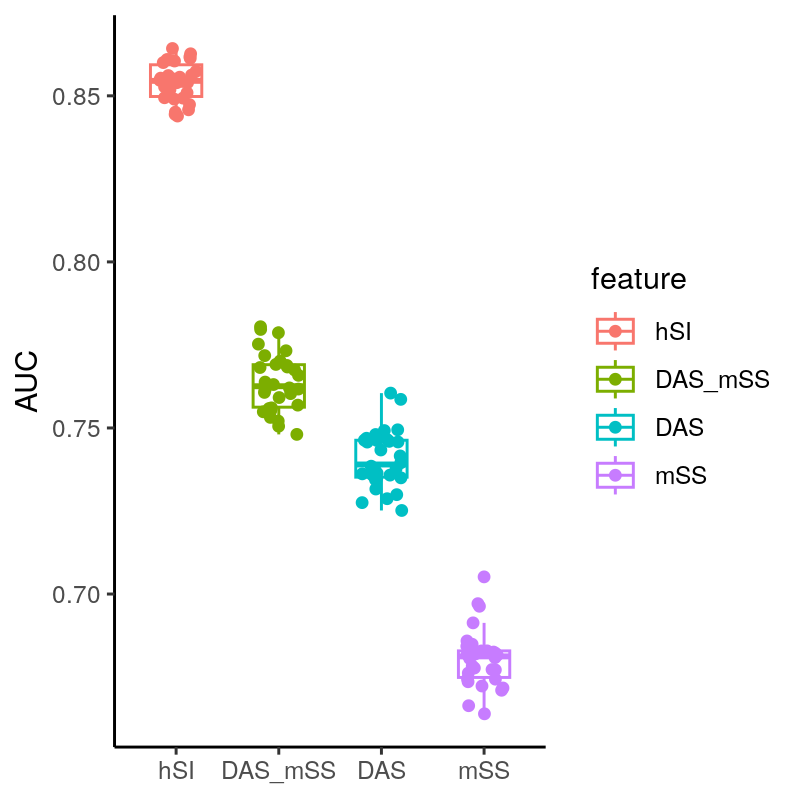 AUC
0.85
0.80
0.75
0.70
hSI DAS_mSS DAS mSS
feature
hSI
DAS_mSS
DAS
mSS